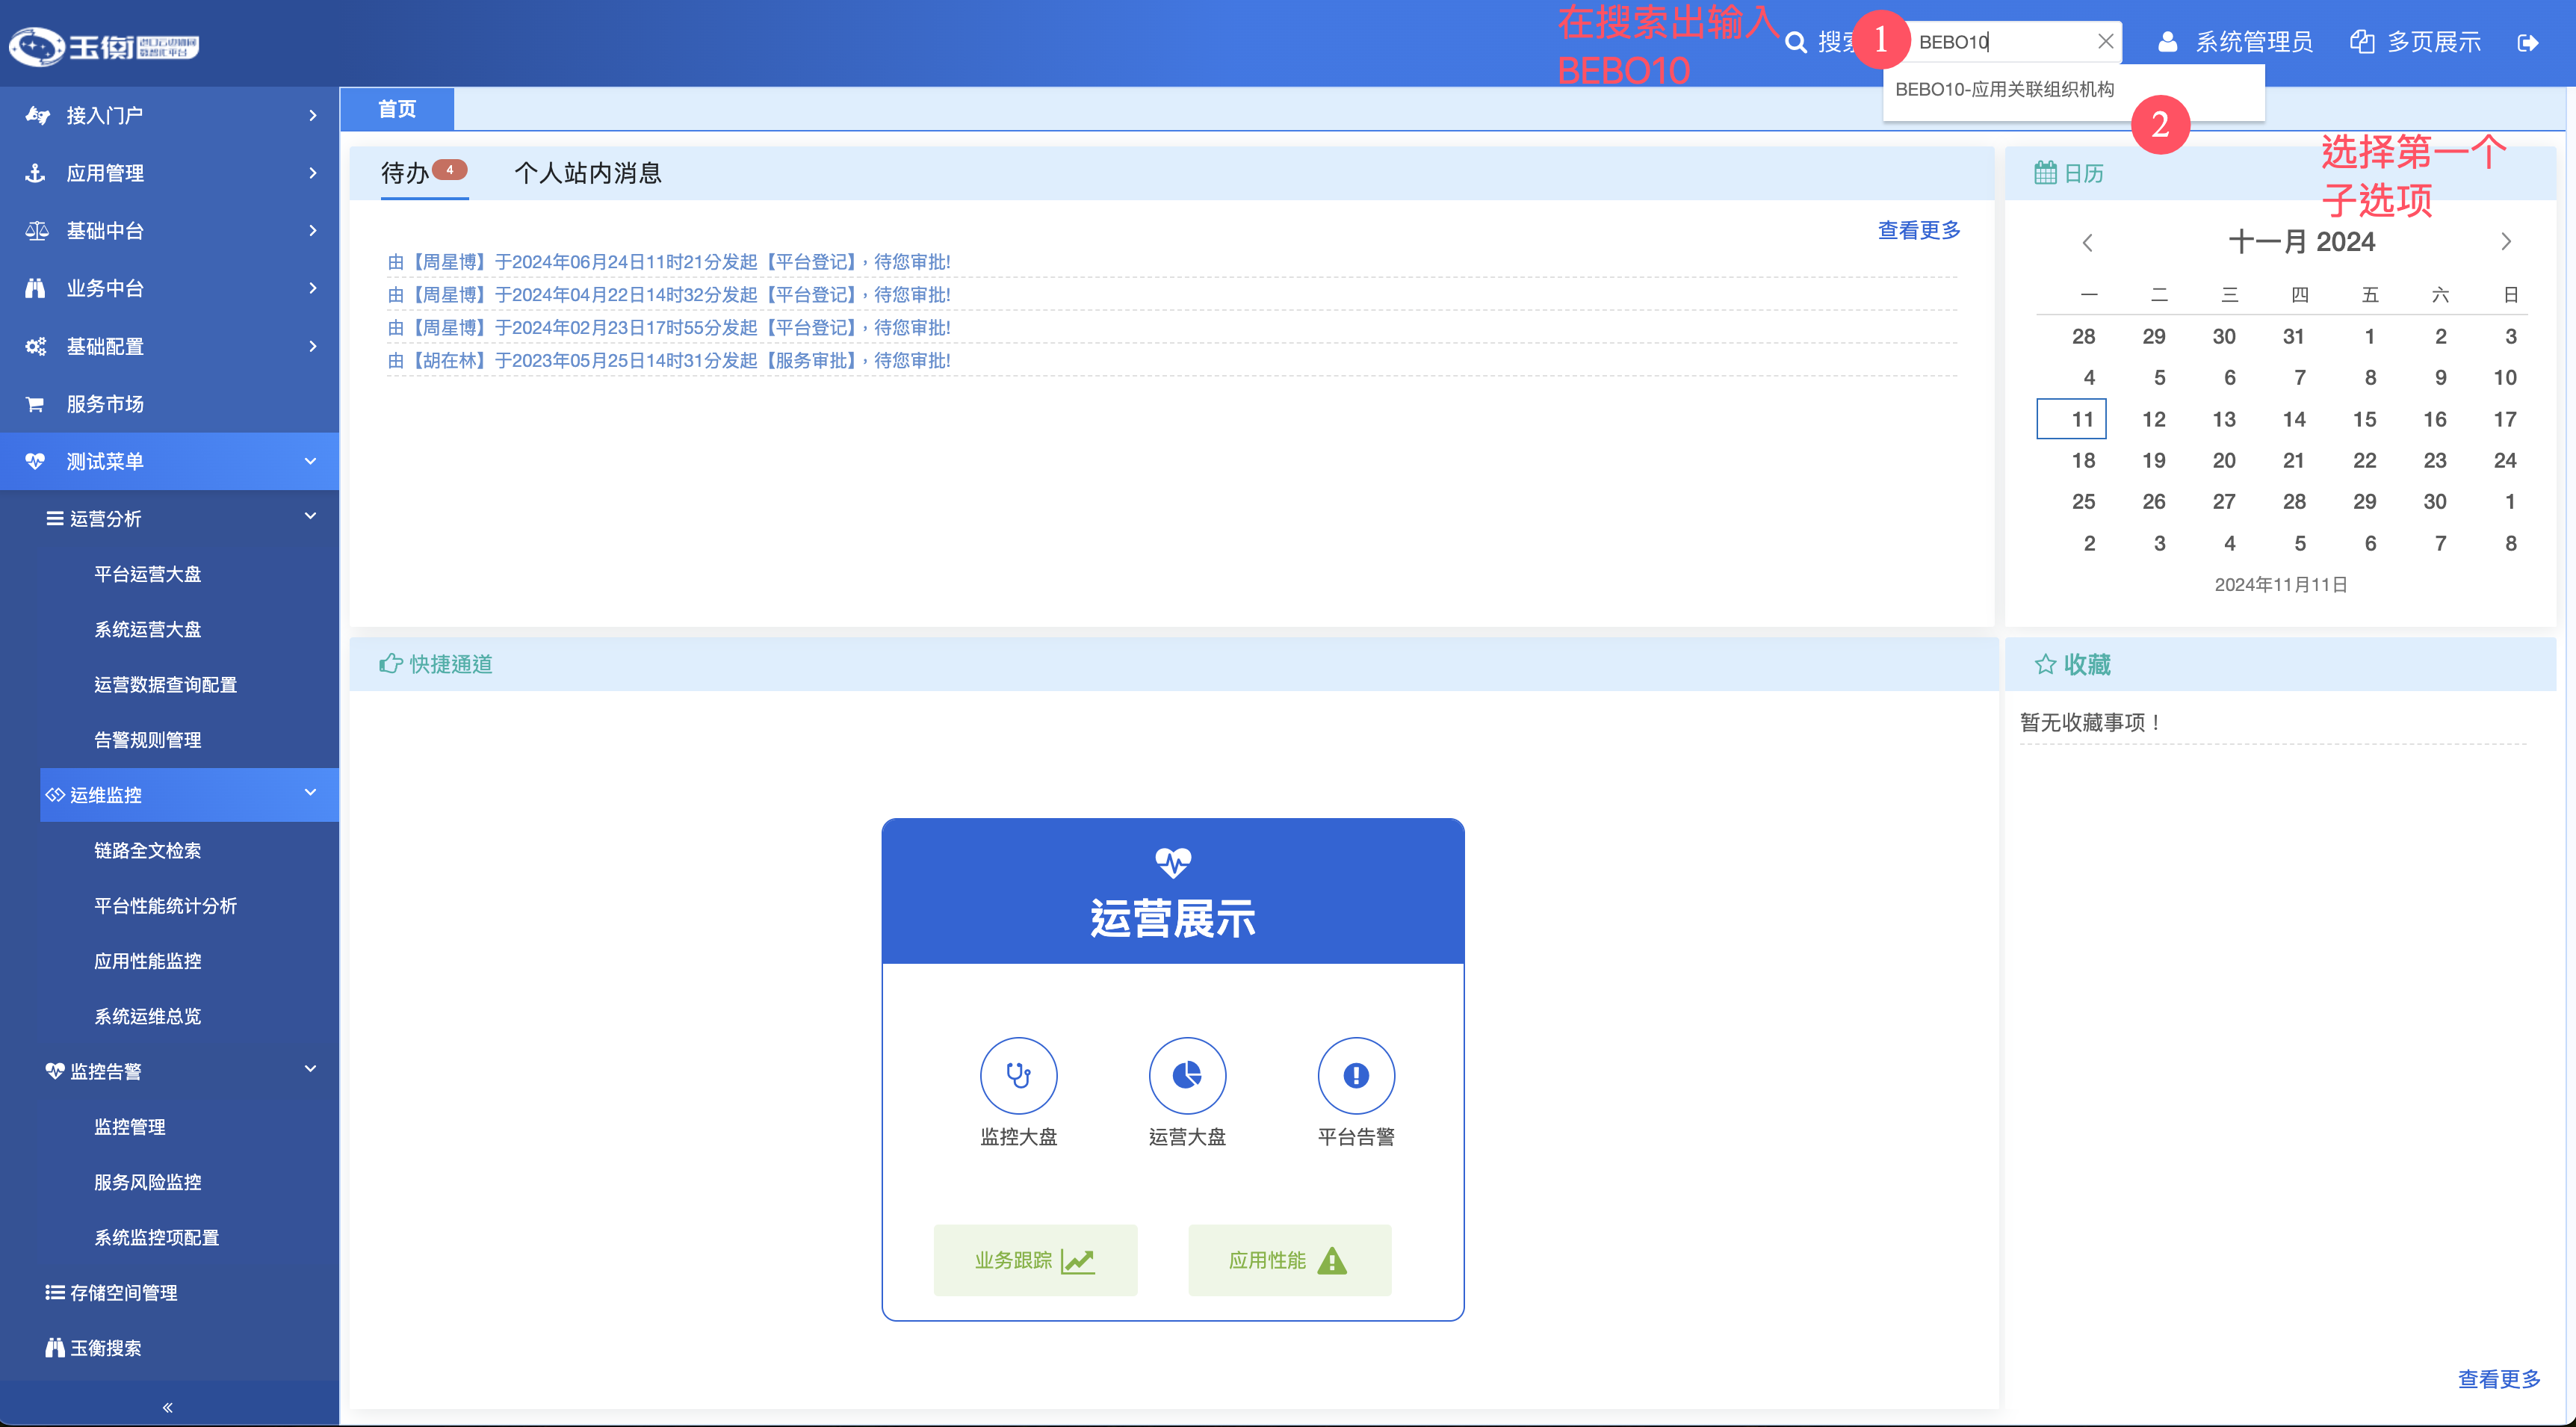 玉衡
在搜索出输入
BEBO10
搜索
1
BEBO10
系统管理员
多页展示
BEBO10-应用关联组织机构
2
选择第一个
子选项
接入门户
应用管理
基础中台
业务中台
基础配置
服务市场
测试菜单
运营分析
平台运营大盘
系统运营大盘
运营数据查询配置
告警规则管理
运维监控
链路全文检索
平台性能统计分析
应用性能监控
系统运维总览
监控告警
监控管理
服务风险监控
系统监控项配置
存储空间管理
玉衡搜索
首页
待办 4 个人站内消息
查看更多
由【周星博】于2024年06月24日11时21分发起【平台登记】，待您审批!
由【周星博】于2024年04月22日14时32分发起【平台登记】，待您审批!
由【周星博】于2024年02月23日17时55分发起【平台登记】，待您审批!
由【胡在林】于2023年05月25日14时31分发起【服务审批】，待您审批!
日历
十一月 2024
一 二 三 四 五 六 日
28 29 30 31 1 2 3
4 5 6 7 8 9 10
11 12 13 14 15 16 17
18 19 20 21 22 23 24
25 26 27 28 29 30 1
2 3 4 5 6 7 8
2024年11月11日
快捷通道
运营展示
监控大盘 运营大盘 平台告警
业务跟踪 应用性能
收藏
暂无收藏事项！
查看更多